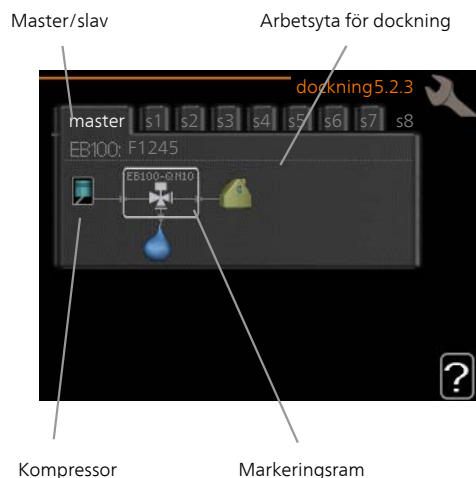 Master/slav
Arbetsyta för dockning
dockning5.2.3
master s1 s2 s3 s4 s5 s6 s7 s8
EB100: F1245
EB100-QN10
?
Kompressor
Markeringsram